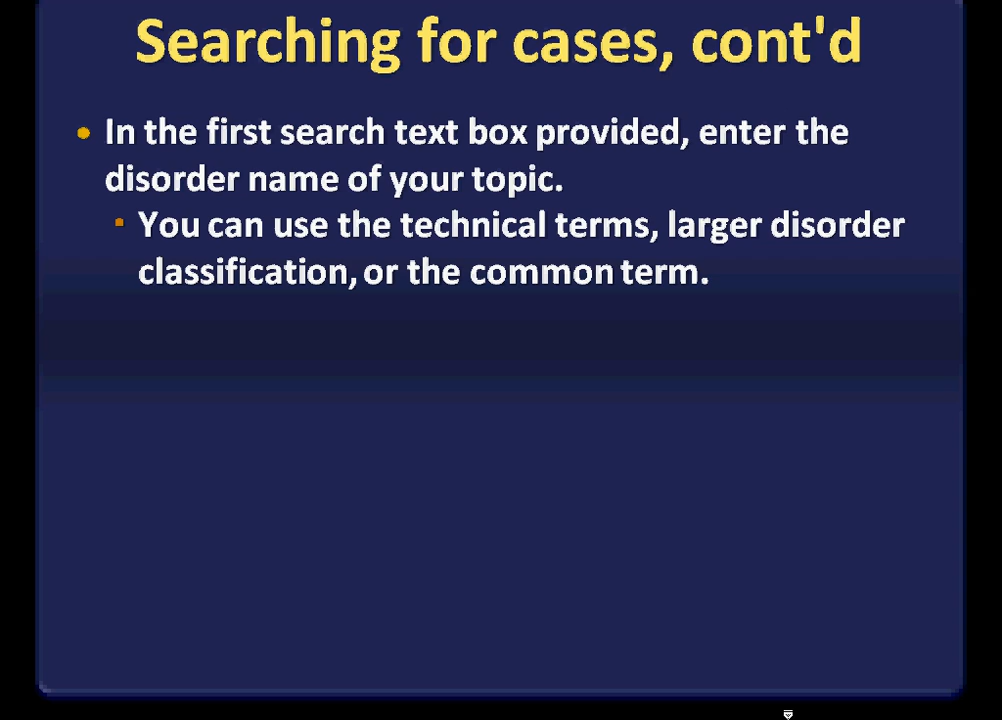 Searching for cases, cont'd
• In the first search text box provided, enter the
disorder name of your topic.
▪ You can use the technical terms, larger disorder
classification, or the common term.